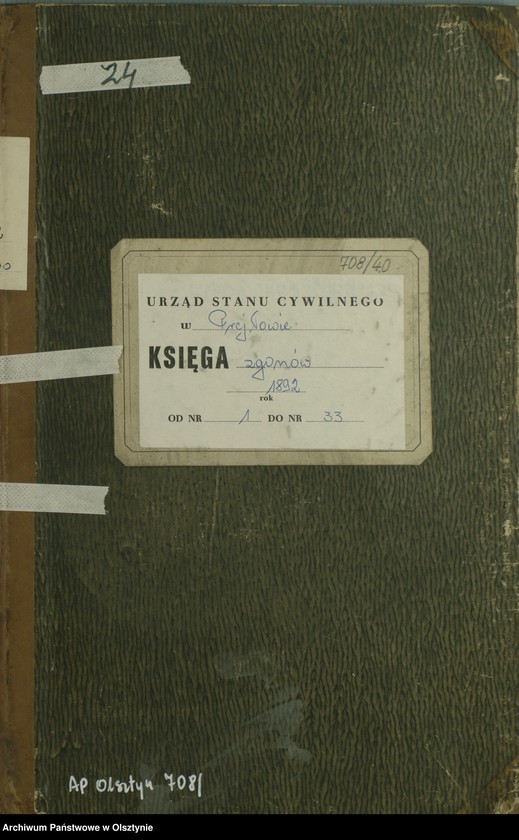 24
708/40
URZĄD STANU CYWILNEGO
w Frejtowie
KSIĘGA zgonów
1892
rok
OD NR 1 DO NR 33
AP Olsztyn 708/
Archiwum Państwowe w Olsztynie